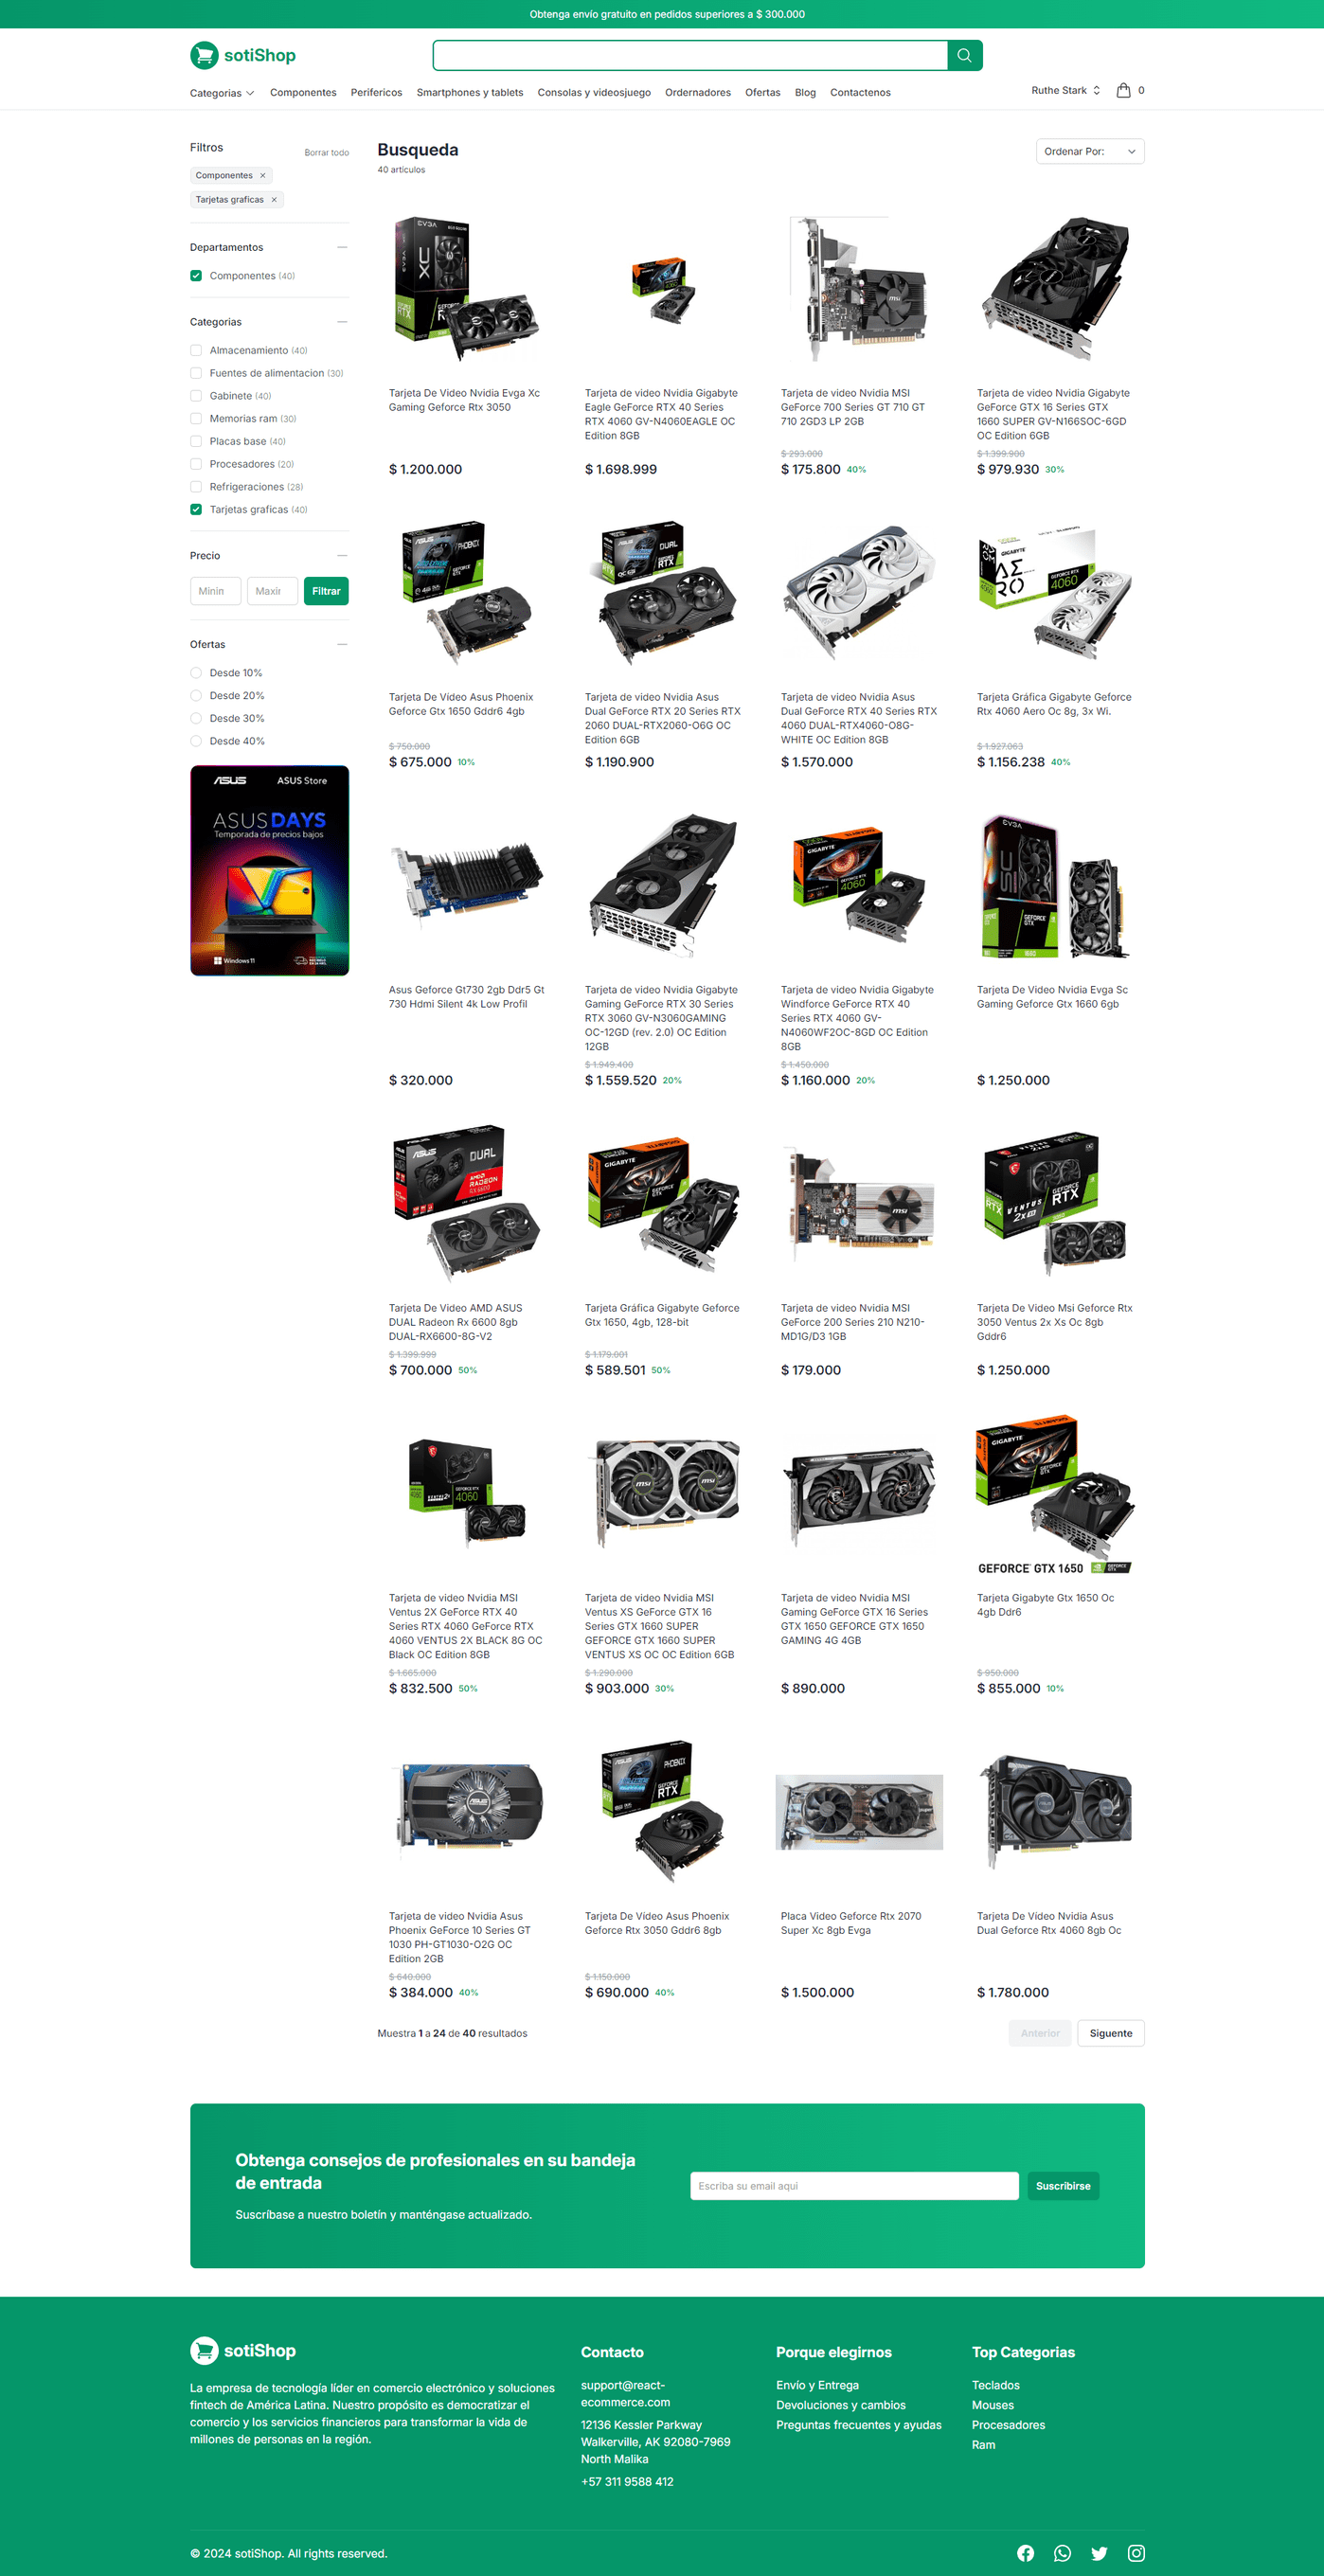 Obtenga envío gratuito en pedidos superiores a $ 300.000
sotiShop
Categorias
Componentes
Perifericos
Smartphones y tablets
Consolas y videosjuego
Ordernadores
Ofertas
Blog
Contactenos
Ruthe Stark
0
Filtros
Borrar todo
Componentes
Tarjetas graficas
Departamentos
Componentes (40)
Categorias
Almacenamiento (40)
Fuentes de alimentacion (30)
Gabinete (40)
Memorias ram (30)
Placas base (40)
Procesadores (20)
Refrigeraciones (28)
Tarjetas graficas (40)
Precio
Minin
Maxir
Filtrar
Ofertas
Desde 10%
Desde 20%
Desde 30%
Desde 40%
ASUS
ASUS Store
ASUS DAYS
Temporada de precios bajos
Windows 11
Busqueda
40 articulos
Ordenar Por:
Tarjeta De Video Nvidia Evga Xc
Gaming Geforce Rtx 3050
$ 1.200.000
Tarjeta de video Nvidia Gigabyte
Eagle GeForce RTX 40 Series
RTX 4060 GV-N4060EAGLE OC
Edition 8GB
$ 1.698.999
Tarjeta de video Nvidia MSI
GeForce 700 Series GT 710 GT
710 2GD3 LP 2GB
$ 293.000
$ 175.800 40%
Tarjeta de video Nvidia Gigabyte
GeForce GTX 16 Series GTX
1660 SUPER GV-N166SOC-6GD
OC Edition 6GB
$ 1.399.900
$ 979.930 30%
Tarjeta De Vídeo Asus Phoenix
Geforce Gtx 1650 Gddr6 4gb
$ 750.000
$ 675.000 10%
Tarjeta de video Nvidia Asus
Dual GeForce RTX 20 Series RTX
2060 DUAL-RTX2060-O6G OC
Edition 6GB
$ 1.190.900
Tarjeta de video Nvidia Asus
Dual GeForce RTX 40 Series RTX
4060 DUAL-RTX4060-O8G-
WHITE OC Edition 8GB
$ 1.570.000
Tarjeta Gráfica Gigabyte Geforce
Rtx 4060 Aero Oc 8g, 3x Wi.
$ 1.927.063
$ 1.156.238 40%
Asus Geforce Gt730 2gb Ddr5 Gt
730 Hdmi Silent 4k Low Profil
$ 320.000
Tarjeta de video Nvidia Gigabyte
Gaming GeForce RTX 30 Series
RTX 3060 GV-N3060GAMING
OC-12GD (rev. 2.0) OC Edition
12GB
$ 1.949.400
$ 1.559.520 20%
Tarjeta de video Nvidia Gigabyte
Windforce GeForce RTX 40
Series RTX 4060 GV-
N4060WF2OC-8GD OC Edition
8GB
$ 1.450.000
$ 1.160.000 20%
Tarjeta De Video Nvidia Evga Sc
Gaming Geforce Gtx 1660 6gb
$ 1.250.000
Tarjeta De Video AMD ASUS
DUAL Radeon Rx 6600 8gb
DUAL-RX6600-8G-V2
$ 1.399.999
$ 700.000 50%
Tarjeta Gráfica Gigabyte Geforce
Gtx 1650, 4gb, 128-bit
$ 1.179.001
$ 589.501 50%
Tarjeta de video Nvidia MSI
GeForce 200 Series 210 N210-
MD1G/D3 1GB
$ 179.000
Tarjeta De Video Msi Geforce Rtx
3050 Ventus 2x Xs Oc 8gb
Gddr6
$ 1.250.000
Tarjeta de video Nvidia MSI
Ventus 2X GeForce RTX 40
Series RTX 4060 GeForce RTX
4060 VENTUS 2X BLACK 8G OC
Black OC Edition 8GB
$ 1.665.000
$ 832.500 50%
Tarjeta de video Nvidia MSI
Ventus XS GeForce GTX 16
Series GTX 1660 SUPER
GEFORCE GTX 1660 SUPER
VENTUS XS OC OC Edition 6GB
$ 1.290.000
$ 903.000 30%
Tarjeta de video Nvidia MSI
Gaming GeForce GTX 16 Series
GTX 1650 GEFORCE GTX 1650
GAMING 4G 4GB
$ 890.000
GEFORCE GTX 1650
Tarjeta Gigabyte Gtx 1650 Oc
4gb Ddr6
$ 950.000
$ 855.000 10%
Tarjeta de video Nvidia Asus
Phoenix GeForce 10 Series GT
1030 PH-GT1030-O2G OC
Edition 2GB
$ 640.000
$ 384.000 40%
Tarjeta De Vídeo Asus Phoenix
Geforce Rtx 3050 Gddr6 8gb
$ 1.150.000
$ 690.000 40%
Placa Video Geforce Rtx 2070
Super Xc 8gb Evga
$ 1.500.000
Tarjeta De Vídeo Nvidia Asus
Dual Geforce Rtx 4060 8gb Oc
$ 1.780.000
Muestra 1 a 24 de 40 resultados
Anterior
Siguente
Obtenga consejos de profesionales en su bandeja
de entrada
Suscríbase a nuestro boletín y manténgase actualizado.
Escriba su email aqui
Suscribirse
sotiShop
La empresa de tecnología líder en comercio electrónico y soluciones
fintech de América Latina. Nuestro propósito es democratizar el
comercio y los servicios financieros para transformar la vida de
millones de personas en la región.
Contacto
support@react-
ecommerce.com
12136 Kessler Parkway
Walkerville, AK 92080-7969
North Malika
+57 311 9588 412
Porque elegirnos
Envío y Entrega
Devoluciones y cambios
Preguntas frecuentes y ayudas
Top Categorias
Teclados
Mouses
Procesadores
Ram
© 2024 sotiShop. All rights reserved.